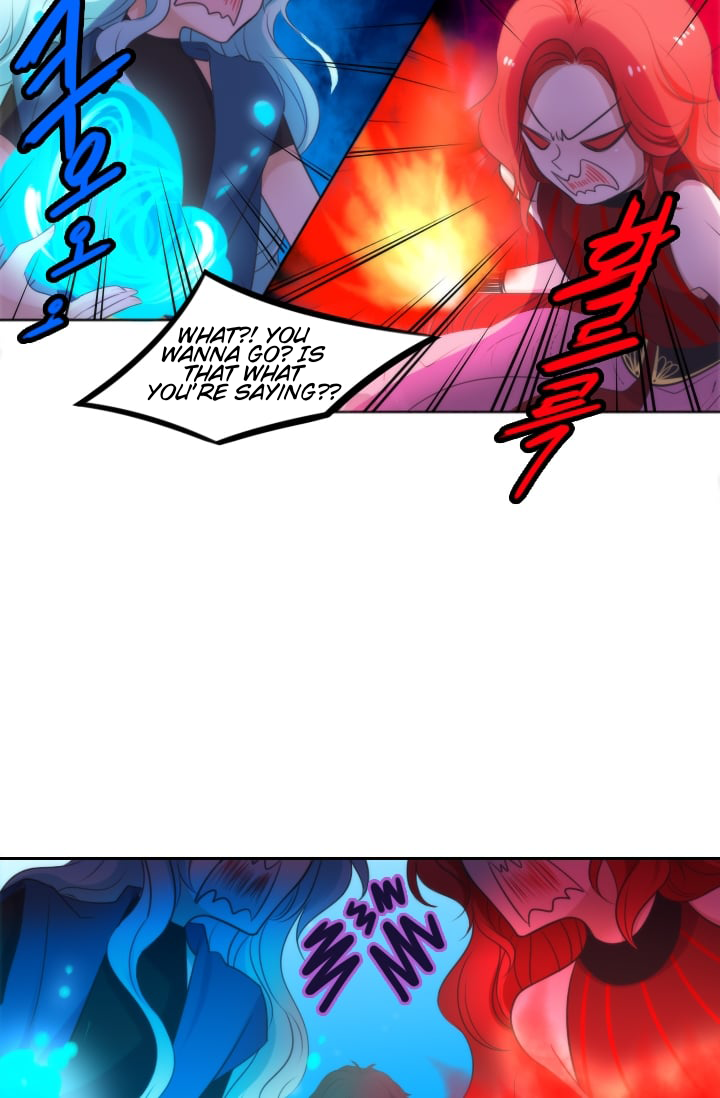 쿠오오오
WHAT?! YOU
WANNA GO? IS
THAT WHAT
YOU'RE SAYING??
화르륵